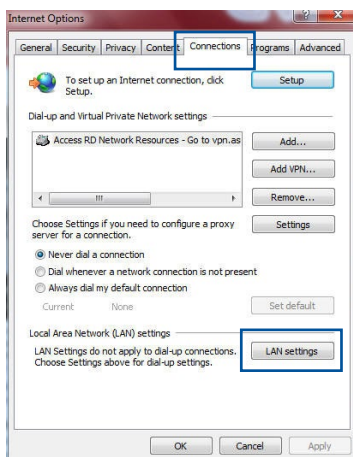 Internet Options
General Security Privacy Content Connections Programs Advanced
To set up an Internet connection, click
Setup.
Setup
Dial-up and Virtual Private Network settings
Access RD Network Resources - Go to vpn.as
Add...
Add VPN...
Remove...
Choose Settings if you need to configure a proxy
server for a connection.
Settings
Never dial a connection
Dial whenever a network connection is not present
Always dial my default connection
Current None
Set default
Local Area Network (LAN) settings
LAN Settings do not apply to dial-up connections.
Choose Settings above for dial-up settings.
LAN settings
OK Cancel Apply